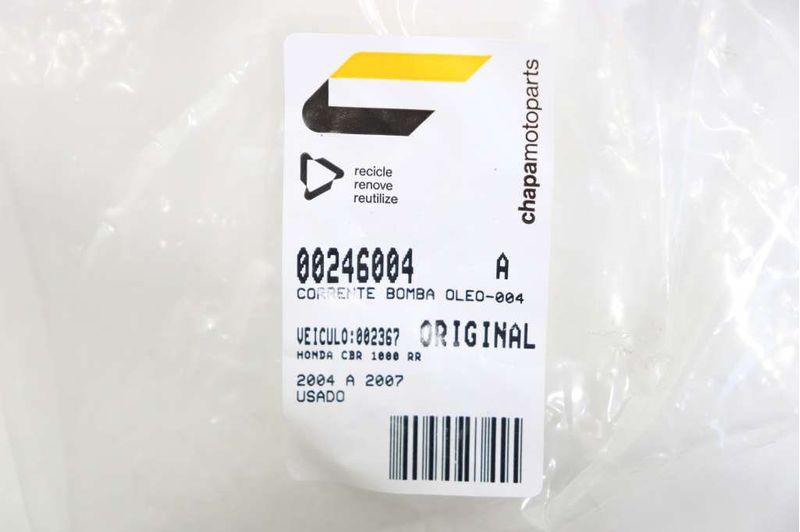 chapamotoparts
recicle
renove
reutilize
00246004 A
CORRENTE BOMBA OLEO-004
VEICULO:002367 ORIGINAL
HONDA CBR 1000 RR
2004 A 2007
USADO